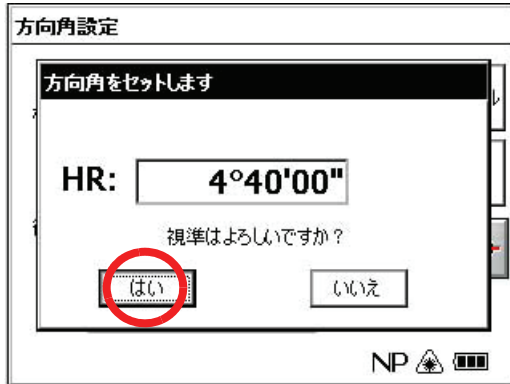 方向角設定
方向角をセットします
HR: 4°40'00"
視準はよろしいですか？
はい いいえ
NP